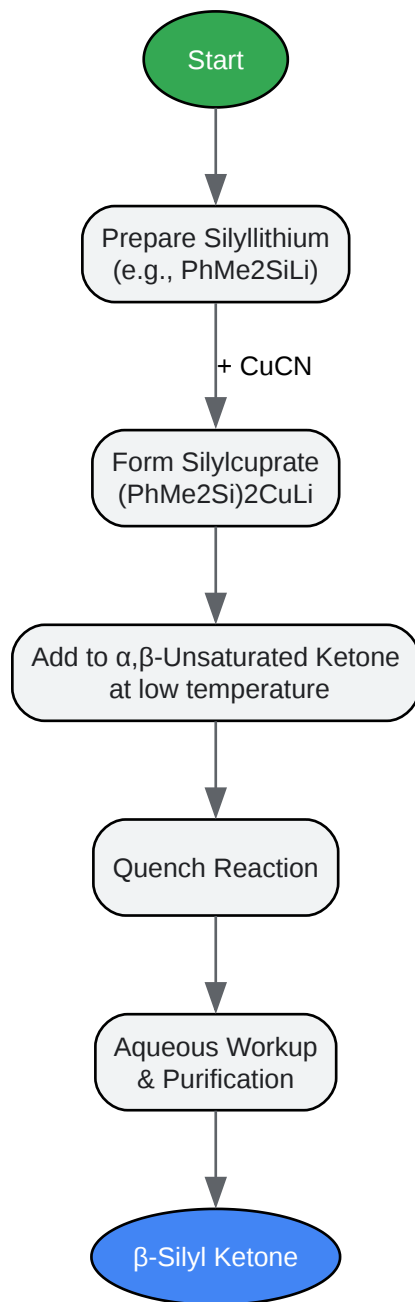 Start
Prepare Silyllithium
(e.g., PhMe2SiLi)
+ CuCN
Form Silylcuprate
(PhMe2Si)2CuLi
Add to α,β-Unsaturated Ketone
at low temperature
Quench Reaction
Aqueous Workup
& Purification
β-Silyl Ketone